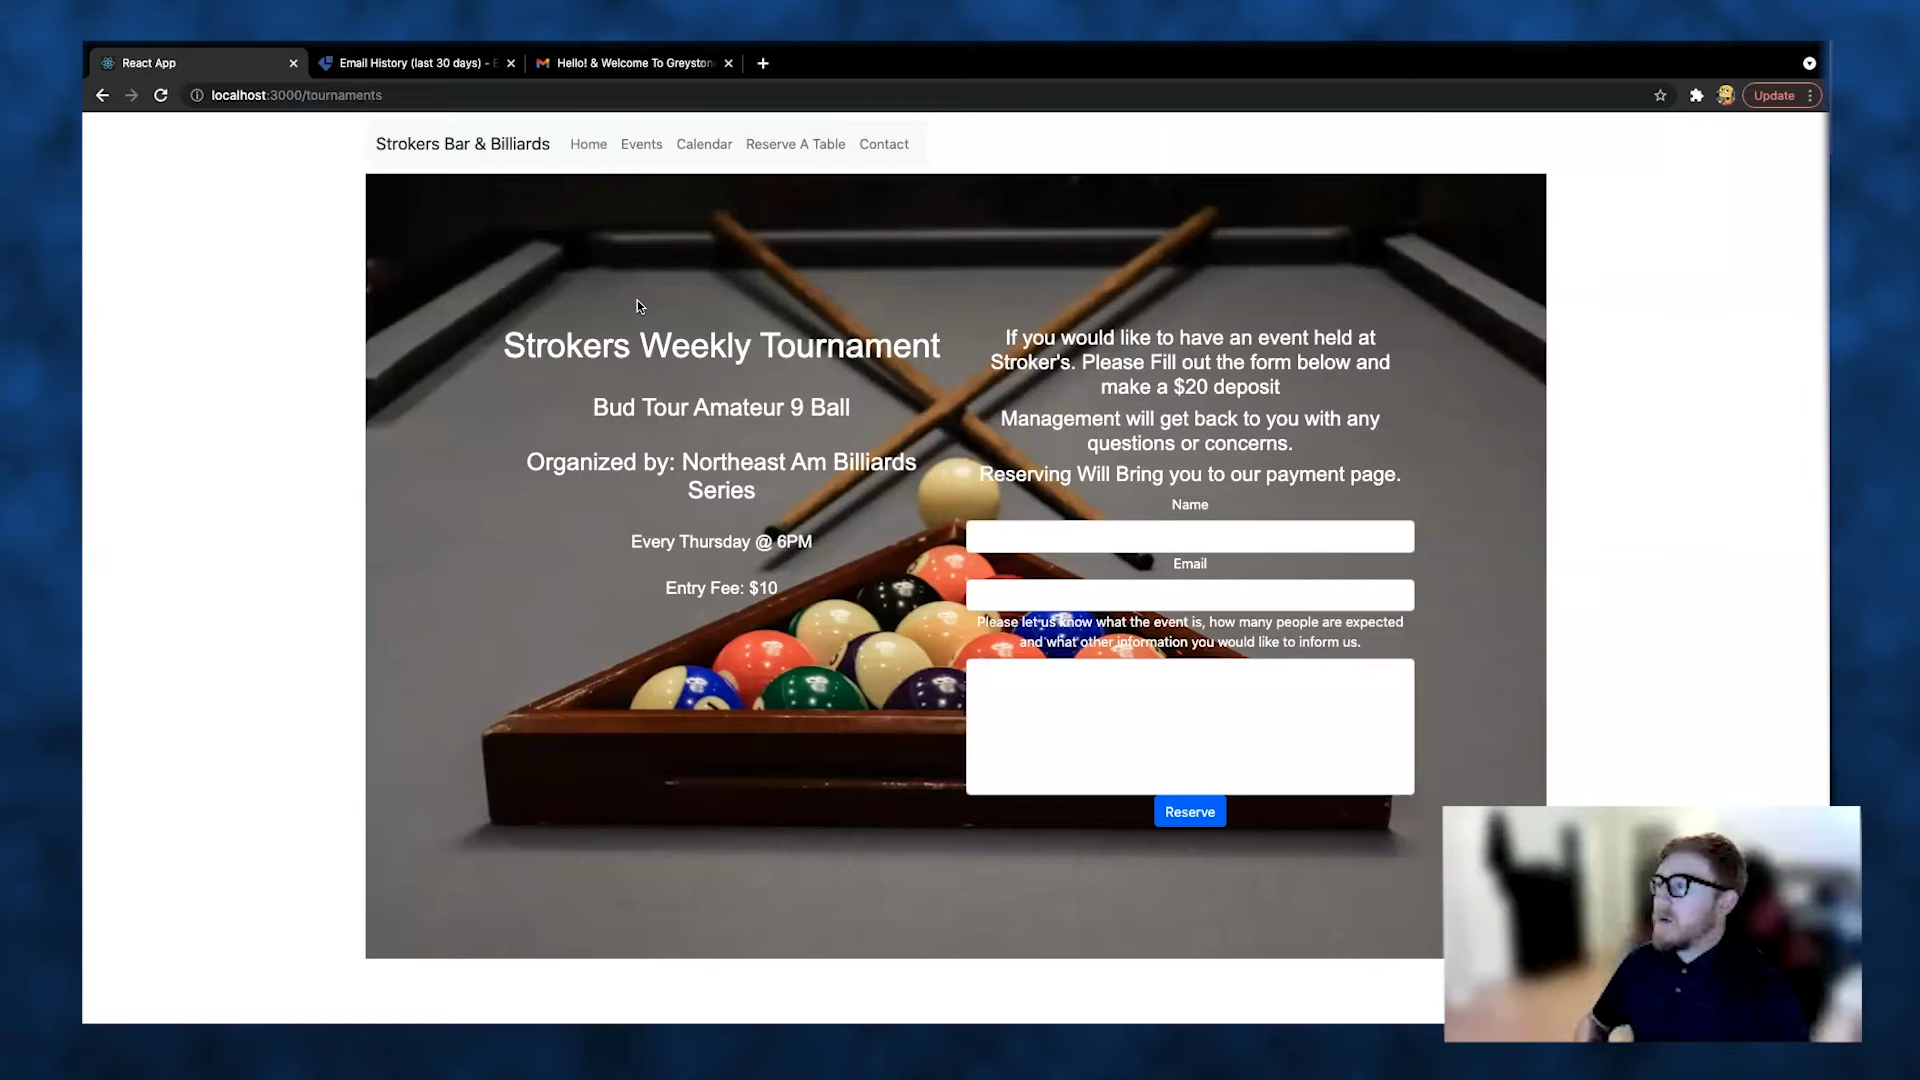 React App
Email History (last 30 days) - E
Hello! & Welcome To Greyston
localhost:3000/tournaments
Update
Strokers Bar & Billiards
Home
Events
Calendar
Reserve A Table
Contact
Strokers Weekly Tournament
Bud Tour Amateur 9 Ball
Organized by: Northeast Am Billiards
Series
Every Thursday @ 6PM
Entry Fee: $10
If you would like to have an event held at
Stroker's. Please Fill out the form below and
make a $20 deposit
Management will get back to you with any
questions or concerns.
Reserving Will Bring you to our payment page.
Name
Email
Please let us know what the event is, how many people are expected
and what other information you would like to inform us.
Reserve